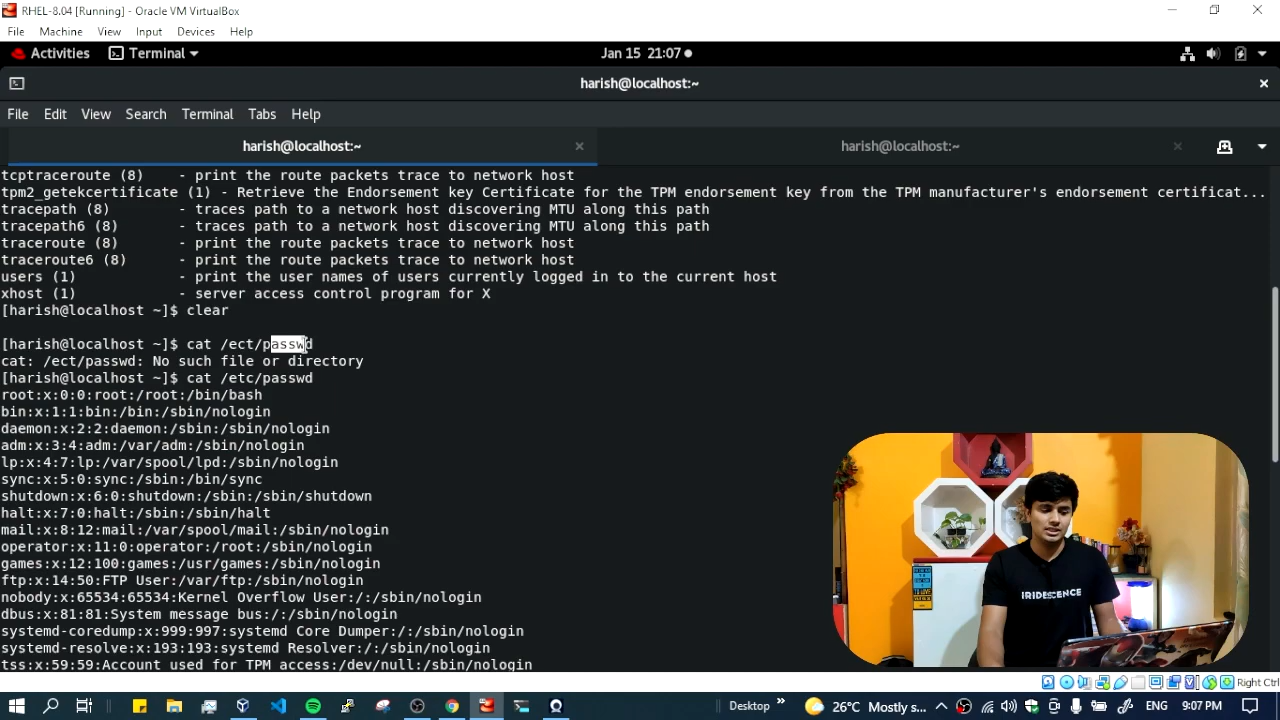 RHEL-8.04 [Running] - Oracle VM VirtualBox
File Machine View Input Devices Help
Activities Terminal Jan 15 21:07
harish@localhost:~
File Edit View Search Terminal Tabs Help
harish@localhost:~ harish@localhost:~
tcptraceroute (8) - print the route packets trace to network host
tpm2_getekcertificate (1) - Retrieve the Endorsement key Certificate for the TPM endorsement key from the TPM manufacturer's endorsement certificat...
tracepath (8) - traces path to a network host discovering MTU along this path
tracepath6 (8) - traces path to a network host discovering MTU along this path
traceroute (8) - print the route packets trace to network host
traceroute6 (8) - print the route packets trace to network host
users (1) - print the user names of users currently logged in to the current host
xhost (1) - server access control program for X
[harish@localhost ~]$ clear
[harish@localhost ~]$ cat /ect/passwd
cat: /ect/passwd: No such file or directory
[harish@localhost ~]$ cat /etc/passwd
root:x:0:0:root:/root:/bin/bash
bin:x:1:1:bin:/bin:/sbin/nologin
daemon:x:2:2:daemon:/sbin:/sbin/nologin
adm:x:3:4:adm:/var/adm:/sbin/nologin
lp:x:4:7:lp:/var/spool/lpd:/sbin/nologin
sync:x:5:0:sync:/sbin:/bin/sync
shutdown:x:6:0:shutdown:/sbin:/sbin/shutdown
halt:x:7:0:halt:/sbin:/sbin/halt
mail:x:8:12:mail:/var/spool/mail:/sbin/nologin
operator:x:11:0:operator:/root:/sbin/nologin
games:x:12:100:games:/usr/games:/sbin/nologin
ftp:x:14:50:FTP User:/var/ftp:/sbin/nologin
nobody:x:65534:65534:Kernel Overflow User:/:/sbin/nologin
dbus:x:81:81:System message bus:/:/sbin/nologin
systemd-coredump:x:999:997:systemd Core Dumper:/:/sbin/nologin
systemd-resolve:x:193:193:systemd Resolver:/:/sbin/nologin
tss:x:59:59:Account used for TPM access:/dev/null:/sbin/nologin
IRIDESCENCE
Right Ctrl
Desktop 26°C Mostly s... 9:07 PM